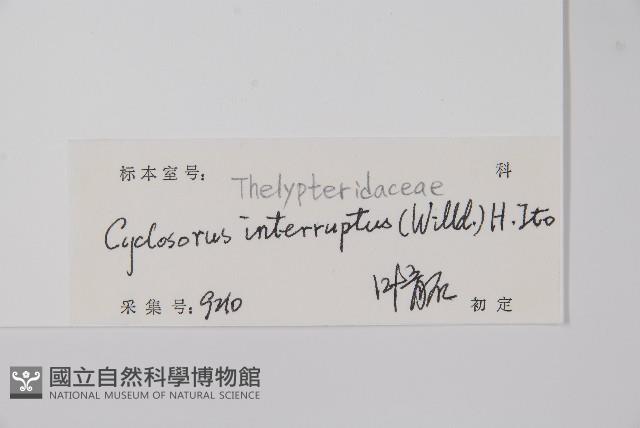 标本室号: 科
Thelypteridaceae
Cyclosorus interruptus (Willd.) H. Ito
采集号: 初定
國立自然科學博物館
NATIONAL MUSEUM OF NATURAL SCIENCE